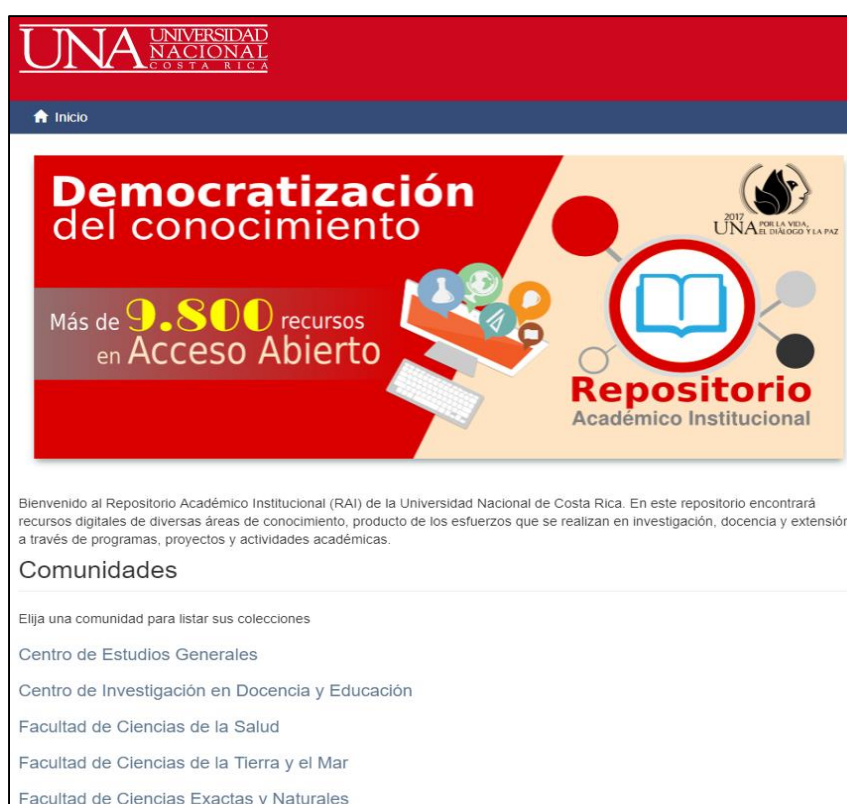 UNA UNIVERSIDAD
NACIONAL
COSTA RICA
Inicio
Democratización
del conocimiento
Más de 9.800 recursos
en Acceso Abierto
2017
UNA POR LA VIDA,
EL DIÁLOGO Y LA PAZ
Repositorio
Académico Institucional
Bienvenido al Repositorio Académico Institucional (RAI) de la Universidad Nacional de Costa Rica. En este repositorio encontrará
recursos digitales de diversas áreas de conocimiento, producto de los esfuerzos que se realizan en investigación, docencia y extensión
a través de programas, proyectos y actividades académicas.
Comunidades
Elija una comunidad para listar sus colecciones
Centro de Estudios Generales
Centro de Investigación en Docencia y Educación
Facultad de Ciencias de la Salud
Facultad de Ciencias de la Tierra y el Mar
Facultad de Ciencias Exactas y Naturales